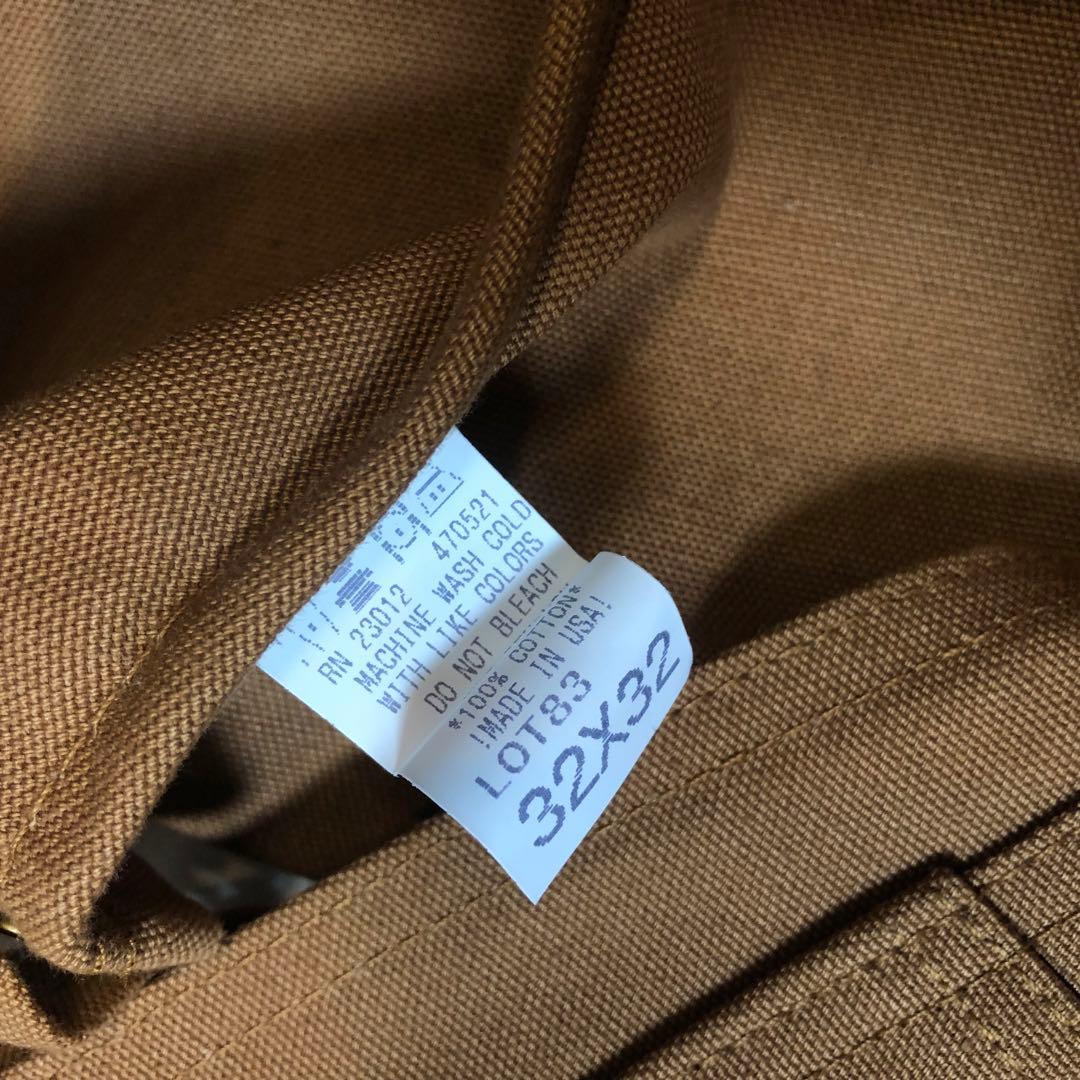 RN 23012 470521
MACHINE WASH COLD
WITH LIKE COLORS
DO NOT BLEACH
*100% COTTON*
!MADE IN USA!
LOT83
32X32